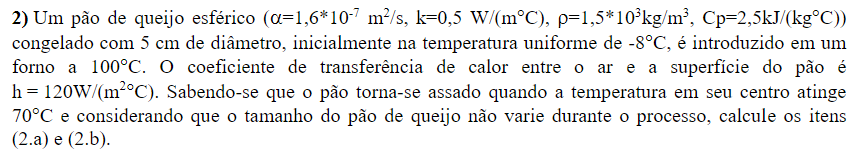 2) Um pão de queijo esférico (α=1,6*10⁻⁷ m²/s, k=0,5 W/(m°C), ρ=1,5*10³kg/m³, Cp=2,5kJ/(kg°C))
congelado com 5 cm de diâmetro, inicialmente na temperatura uniforme de -8°C, é introduzido em um
forno a 100°C. O coeficiente de transferência de calor entre o ar e a superfície do pão é
h = 120W/(m²°C). Sabendo-se que o pão torna-se assado quando a temperatura em seu centro atinge
70°C e considerando que o tamanho do pão de queijo não varie durante o processo, calcule os itens
(2.a) e (2.b).